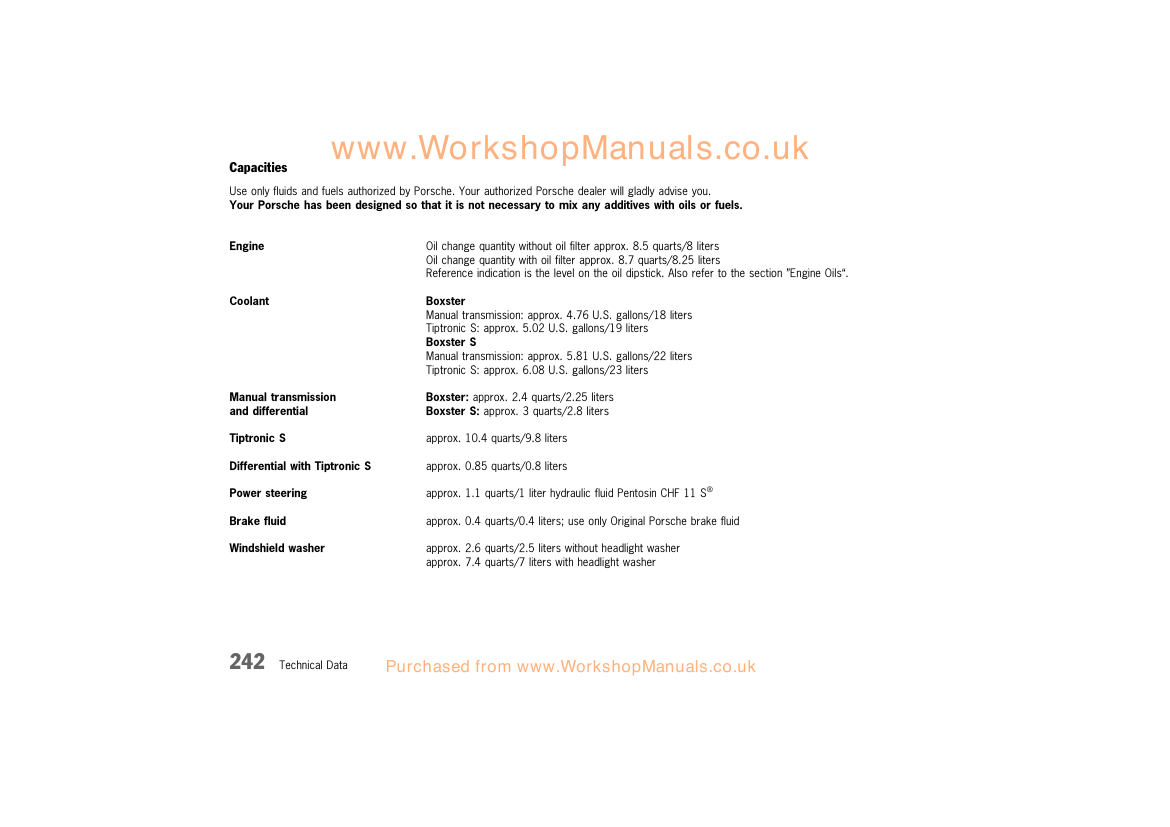 www.WorkshopManuals.co.uk
Capacities
Use only fluids and fuels authorized by Porsche. Your authorized Porsche dealer will gladly advise you.
Your Porsche has been designed so that it is not necessary to mix any additives with oils or fuels.
Engine
Oil change quantity without oil filter approx. 8.5 quarts/8 liters
Oil change quantity with oil filter approx. 8.7 quarts/8.25 liters
Reference indication is the level on the oil dipstick. Also refer to the section "Engine Oils“.
Coolant
Boxster
Manual transmission: approx. 4.76 U.S. gallons/18 liters
Tiptronic S: approx. 5.02 U.S. gallons/19 liters
Boxster S
Manual transmission: approx. 5.81 U.S. gallons/22 liters
Tiptronic S: approx. 6.08 U.S. gallons/23 liters
Manual transmission
and differential
Boxster: approx. 2.4 quarts/2.25 liters
Boxster S: approx. 3 quarts/2.8 liters
Tiptronic S
approx. 10.4 quarts/9.8 liters
Differential with Tiptronic S
approx. 0.85 quarts/0.8 liters
Power steering
approx. 1.1 quarts/1 liter hydraulic fluid Pentosin CHF 11 S®
Brake fluid
approx. 0.4 quarts/0.4 liters; use only Original Porsche brake fluid
Windshield washer
approx. 2.6 quarts/2.5 liters without headlight washer
approx. 7.4 quarts/7 liters with headlight washer
242 Technical Data
Purchased from www.WorkshopManuals.co.uk